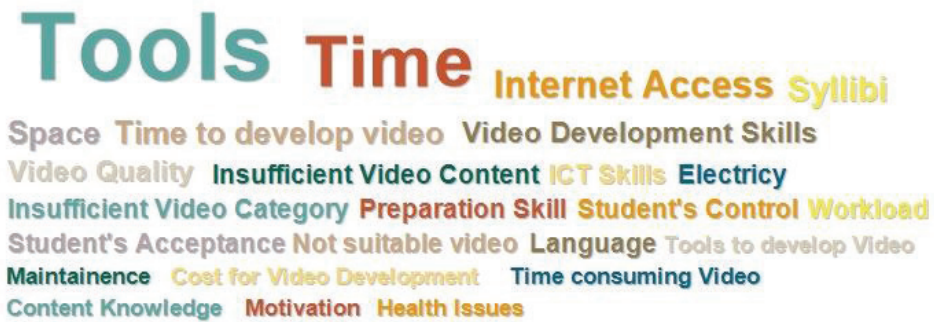 Tools Time Internet Access Syllibi
Space Time to develop video Video Development Skills
Video Quality Insufficient Video Content ICT Skills Electricy
Insufficient Video Category Preparation Skill Student's Control Workload
Student's Acceptance Not suitable video Language Tools to develop Video
Maintainence Cost for Video Development Time consuming Video
Content Knowledge Motivation Health Issues